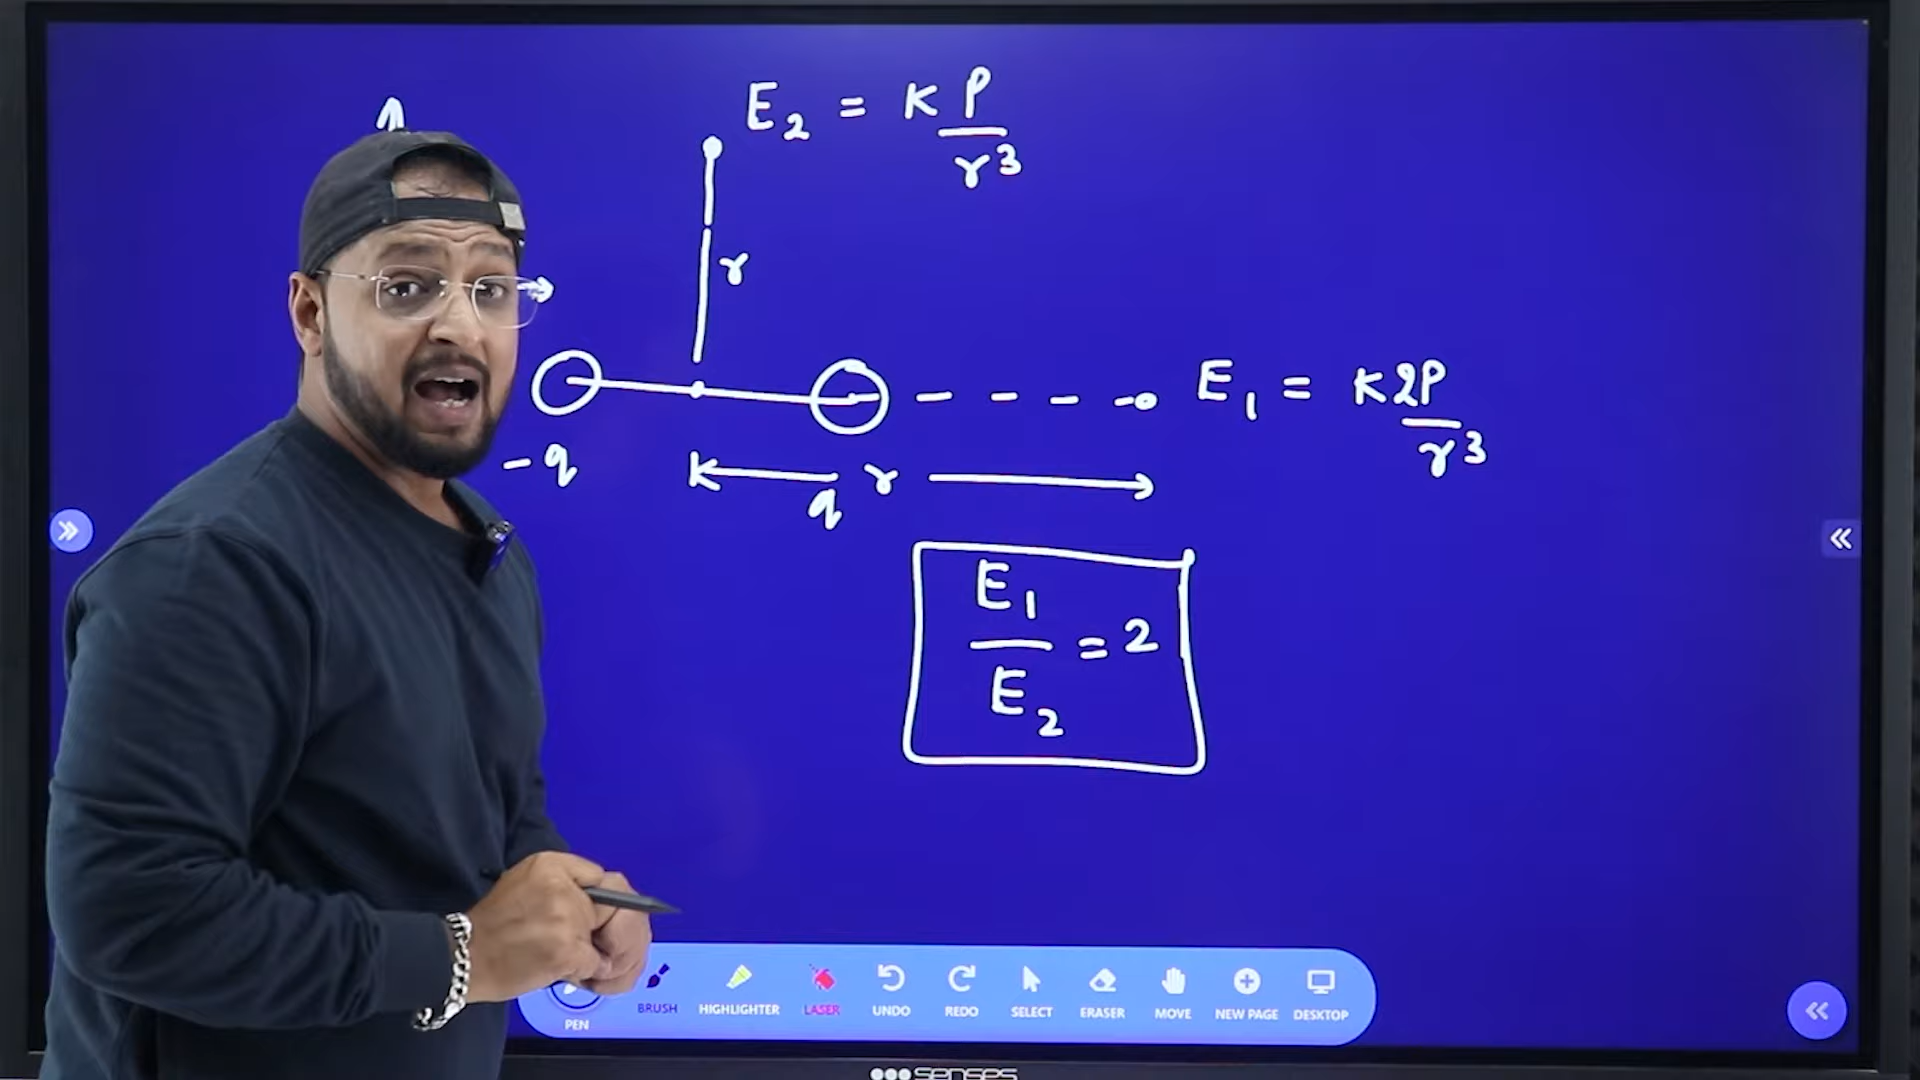 E₂ = K P/r³
r
E₁ = K2P/r³
-q
r
q
E₁/E₂ = 2
PEN BRUSH HIGHLIGHTER LASER UNDO REDO SELECT ERASER MOVE NEW PAGE DESKTOP
senses